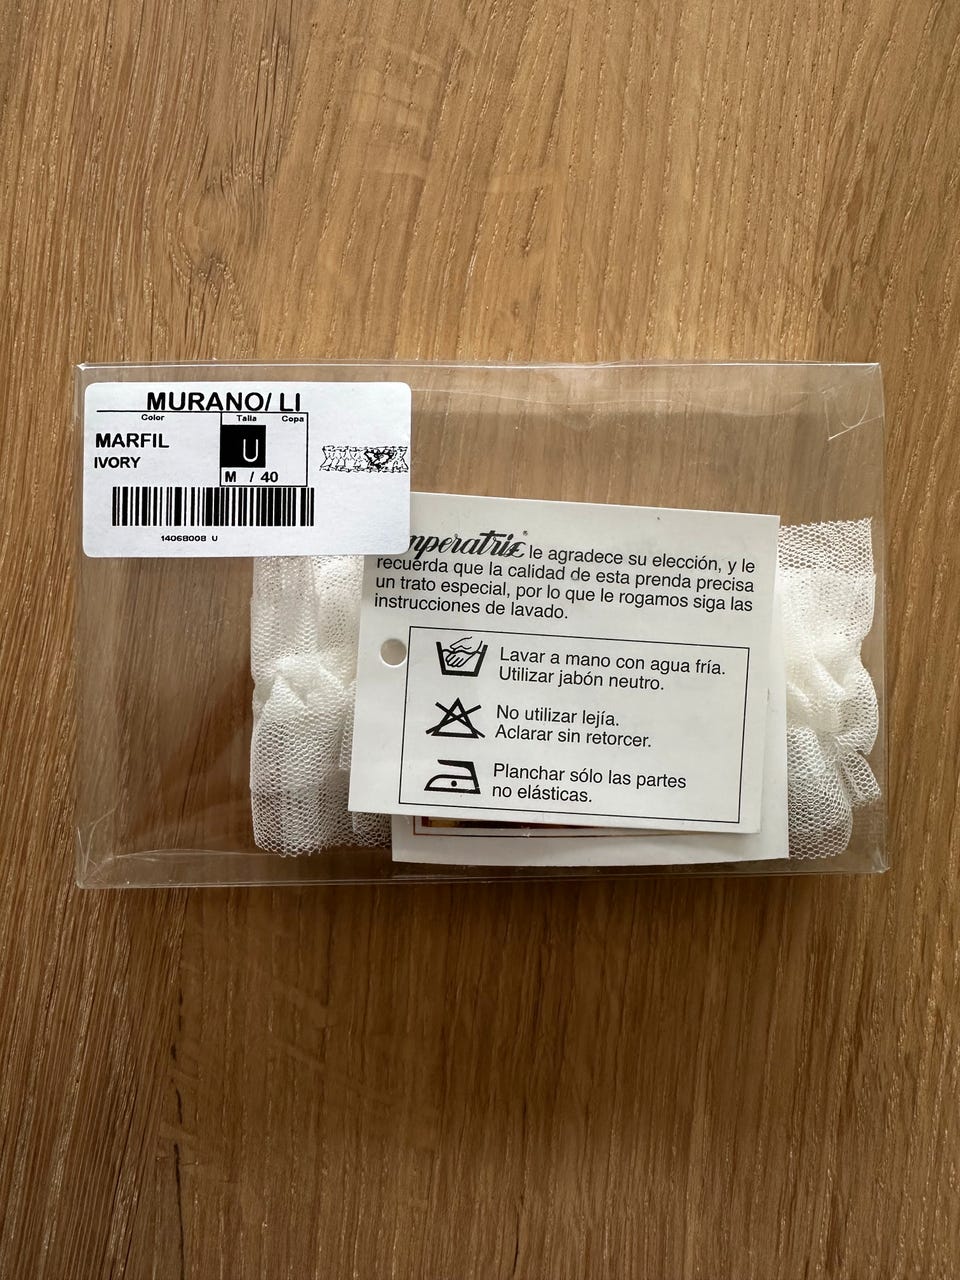 MURANO/ LI
Color Talla Copa
MARFIL U
IVORY
M / 40
14068008 U
Imperatriz® le agradece su elección, y le
recuerda que la calidad de esta prenda precisa
un trato especial, por lo que le rogamos siga las
instrucciones de lavado.
Lavar a mano con agua fría.
Utilizar jabón neutro.
No utilizar lejía.
Aclarar sin retorcer.
Planchar sólo las partes
no elásticas.